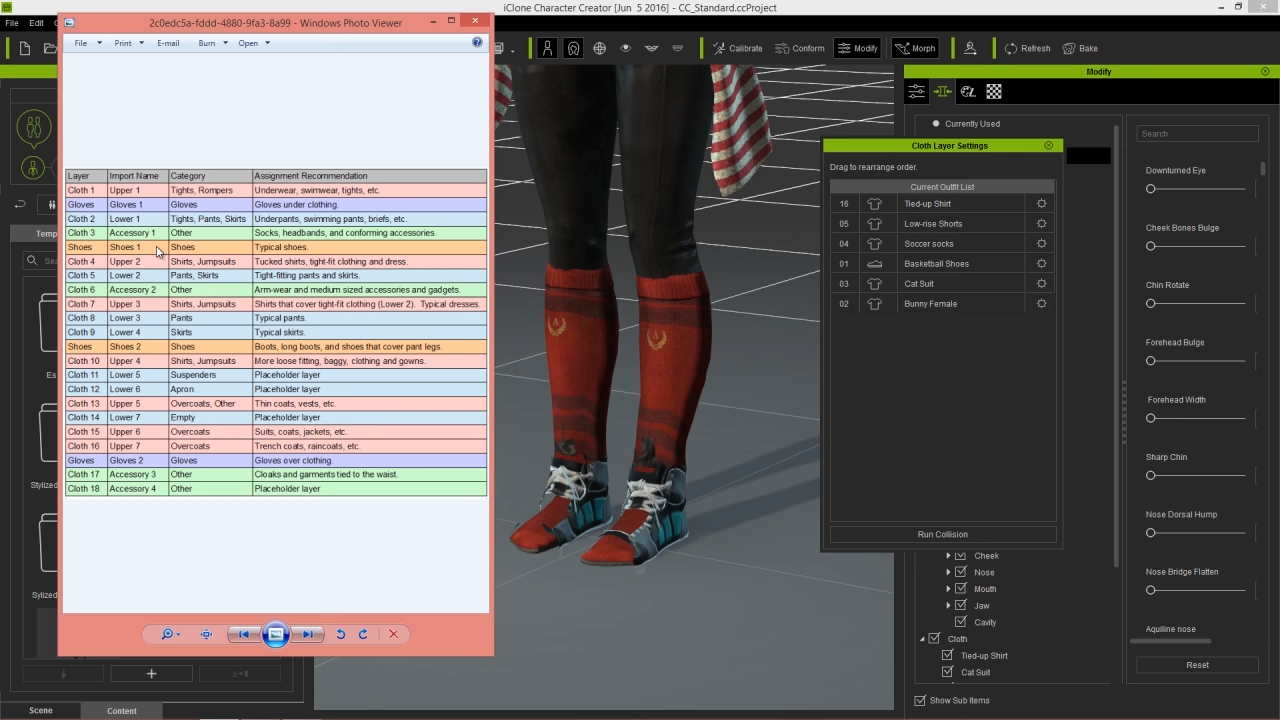 iClone Character Creator [Jun 5 2016] - CC_Standard.ccProject
File Edit
2c0edc5a-fddd-4880-9fa3-8a99 - Windows Photo Viewer
File Print E-mail Burn Open
Calibrate Conform Modify Morph Refresh Bake
Layer Import Name Category Assignment Recommendation
Cloth 1 Upper 1 Tights, Rompers Underwear, swimwear, tights, etc.
Gloves Gloves 1 Gloves Gloves under clothing.
Cloth 2 Lower 1 Tights, Pants, Skirts Underpants, swimming pants, briefs, etc.
Cloth 3 Accessory 1 Other Socks, headbands, and conforming accessories.
Shoes Shoes 1 Shoes Typical shoes.
Cloth 4 Upper 2 Shirts, Jumpsuits Tucked shirts, tight-fit clothing and dress.
Cloth 5 Lower 2 Pants, Skirts Tight-fitting pants and skirts.
Cloth 6 Accessory 2 Other Arm-wear and medium sized accessories and gadgets.
Cloth 7 Upper 3 Shirts, Jumpsuits Shirts that cover tight-fit clothing (Lower 2). Typical dresses.
Cloth 8 Lower 3 Pants Typical pants.
Cloth 9 Lower 4 Skirts Typical skirts.
Shoes Shoes 2 Shoes Boots, long boots, and shoes that cover pant legs.
Cloth 10 Upper 4 Shirts, Jumpsuits More loose fitting, baggy, clothing and gowns.
Cloth 11 Lower 5 Suspenders Placeholder layer
Cloth 12 Lower 6 Apron Placeholder layer
Cloth 13 Upper 5 Overcoats, Other Thin coats, vests, etc.
Cloth 14 Lower 7 Empty Placeholder layer
Cloth 15 Upper 6 Overcoats Suits, coats, jackets, etc.
Cloth 16 Upper 7 Overcoats Trench coats, raincoats, etc.
Gloves Gloves 2 Gloves Gloves over clothing.
Cloth 17 Accessory 3 Other Cloaks and garments tied to the waist.
Cloth 18 Accessory 4 Other Placeholder layer
Temp
Sea
Es
Stylized
Sylized
Scene Content
A
A
Cloth Layer Settings
Drag to rearrange order.
Current Outfit List
16 Tied-up Shirt
05 Low-rise Shorts
04 Soccer socks
01 Basketball Shoes
03 Cat Suit
02 Bunny Female
Run Collision
Modify
Currently Used
Cheek
Nose
Mouth
Jaw
Cavity
Cloth
Tied-up Shirt
Cat Suit
Show Sub Items
Search
Downturned Eye
Cheek Bones Bulge
Chin Rotate
Forehead Bulge
Forehead Width
Sharp Chin
Nose Dorsal Hump
Nose Bridge Flatten
Aquiline nose
Reset